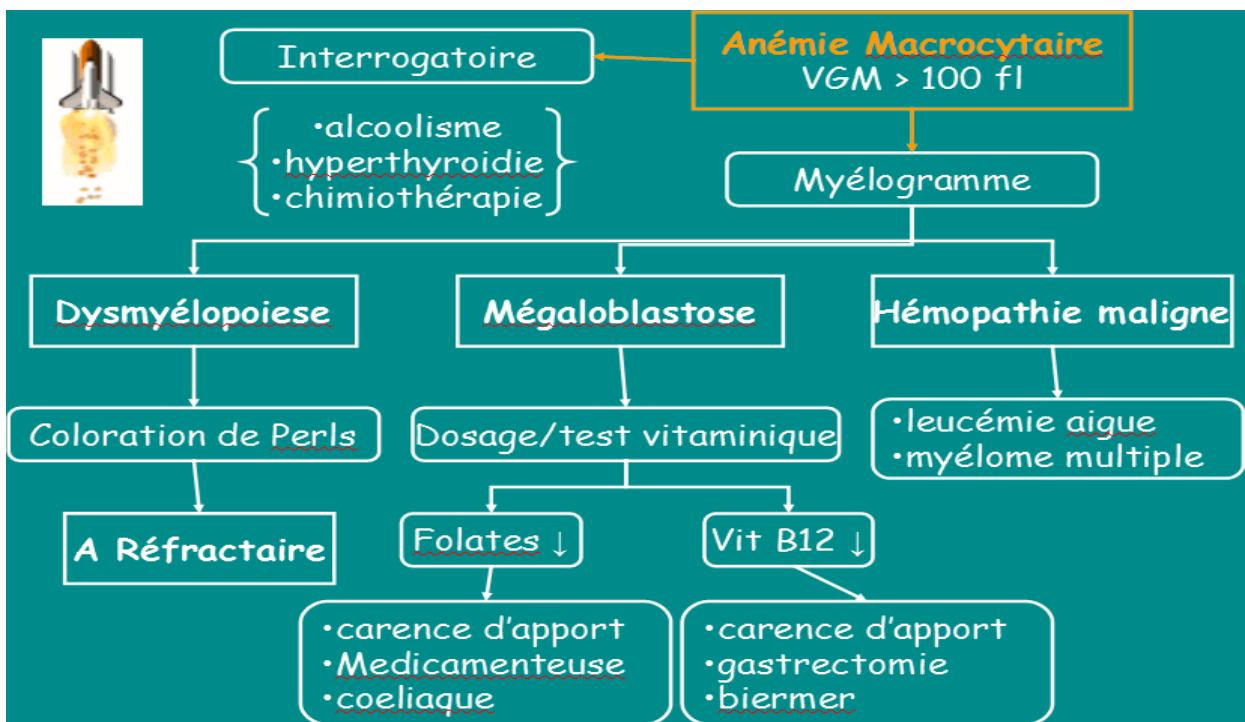 Anémie Macrocytaire
VGM > 100 fl
Interrogatoire
•alcoolisme
•hyperthyroidie
•chimiothérapie
Myélogramme
Dysmyélopoiese
Mégaloblastose
Hémopathie maligne
Coloration de Perls
Dosage/test vitaminique
•leucémie aigue
•myélome multiple
A Réfractaire
Folates ↓
Vit B12 ↓
•carence d'apport
•Medicamenteuse
•coeliaque
•carence d'apport
•gastrectomie
•biermer